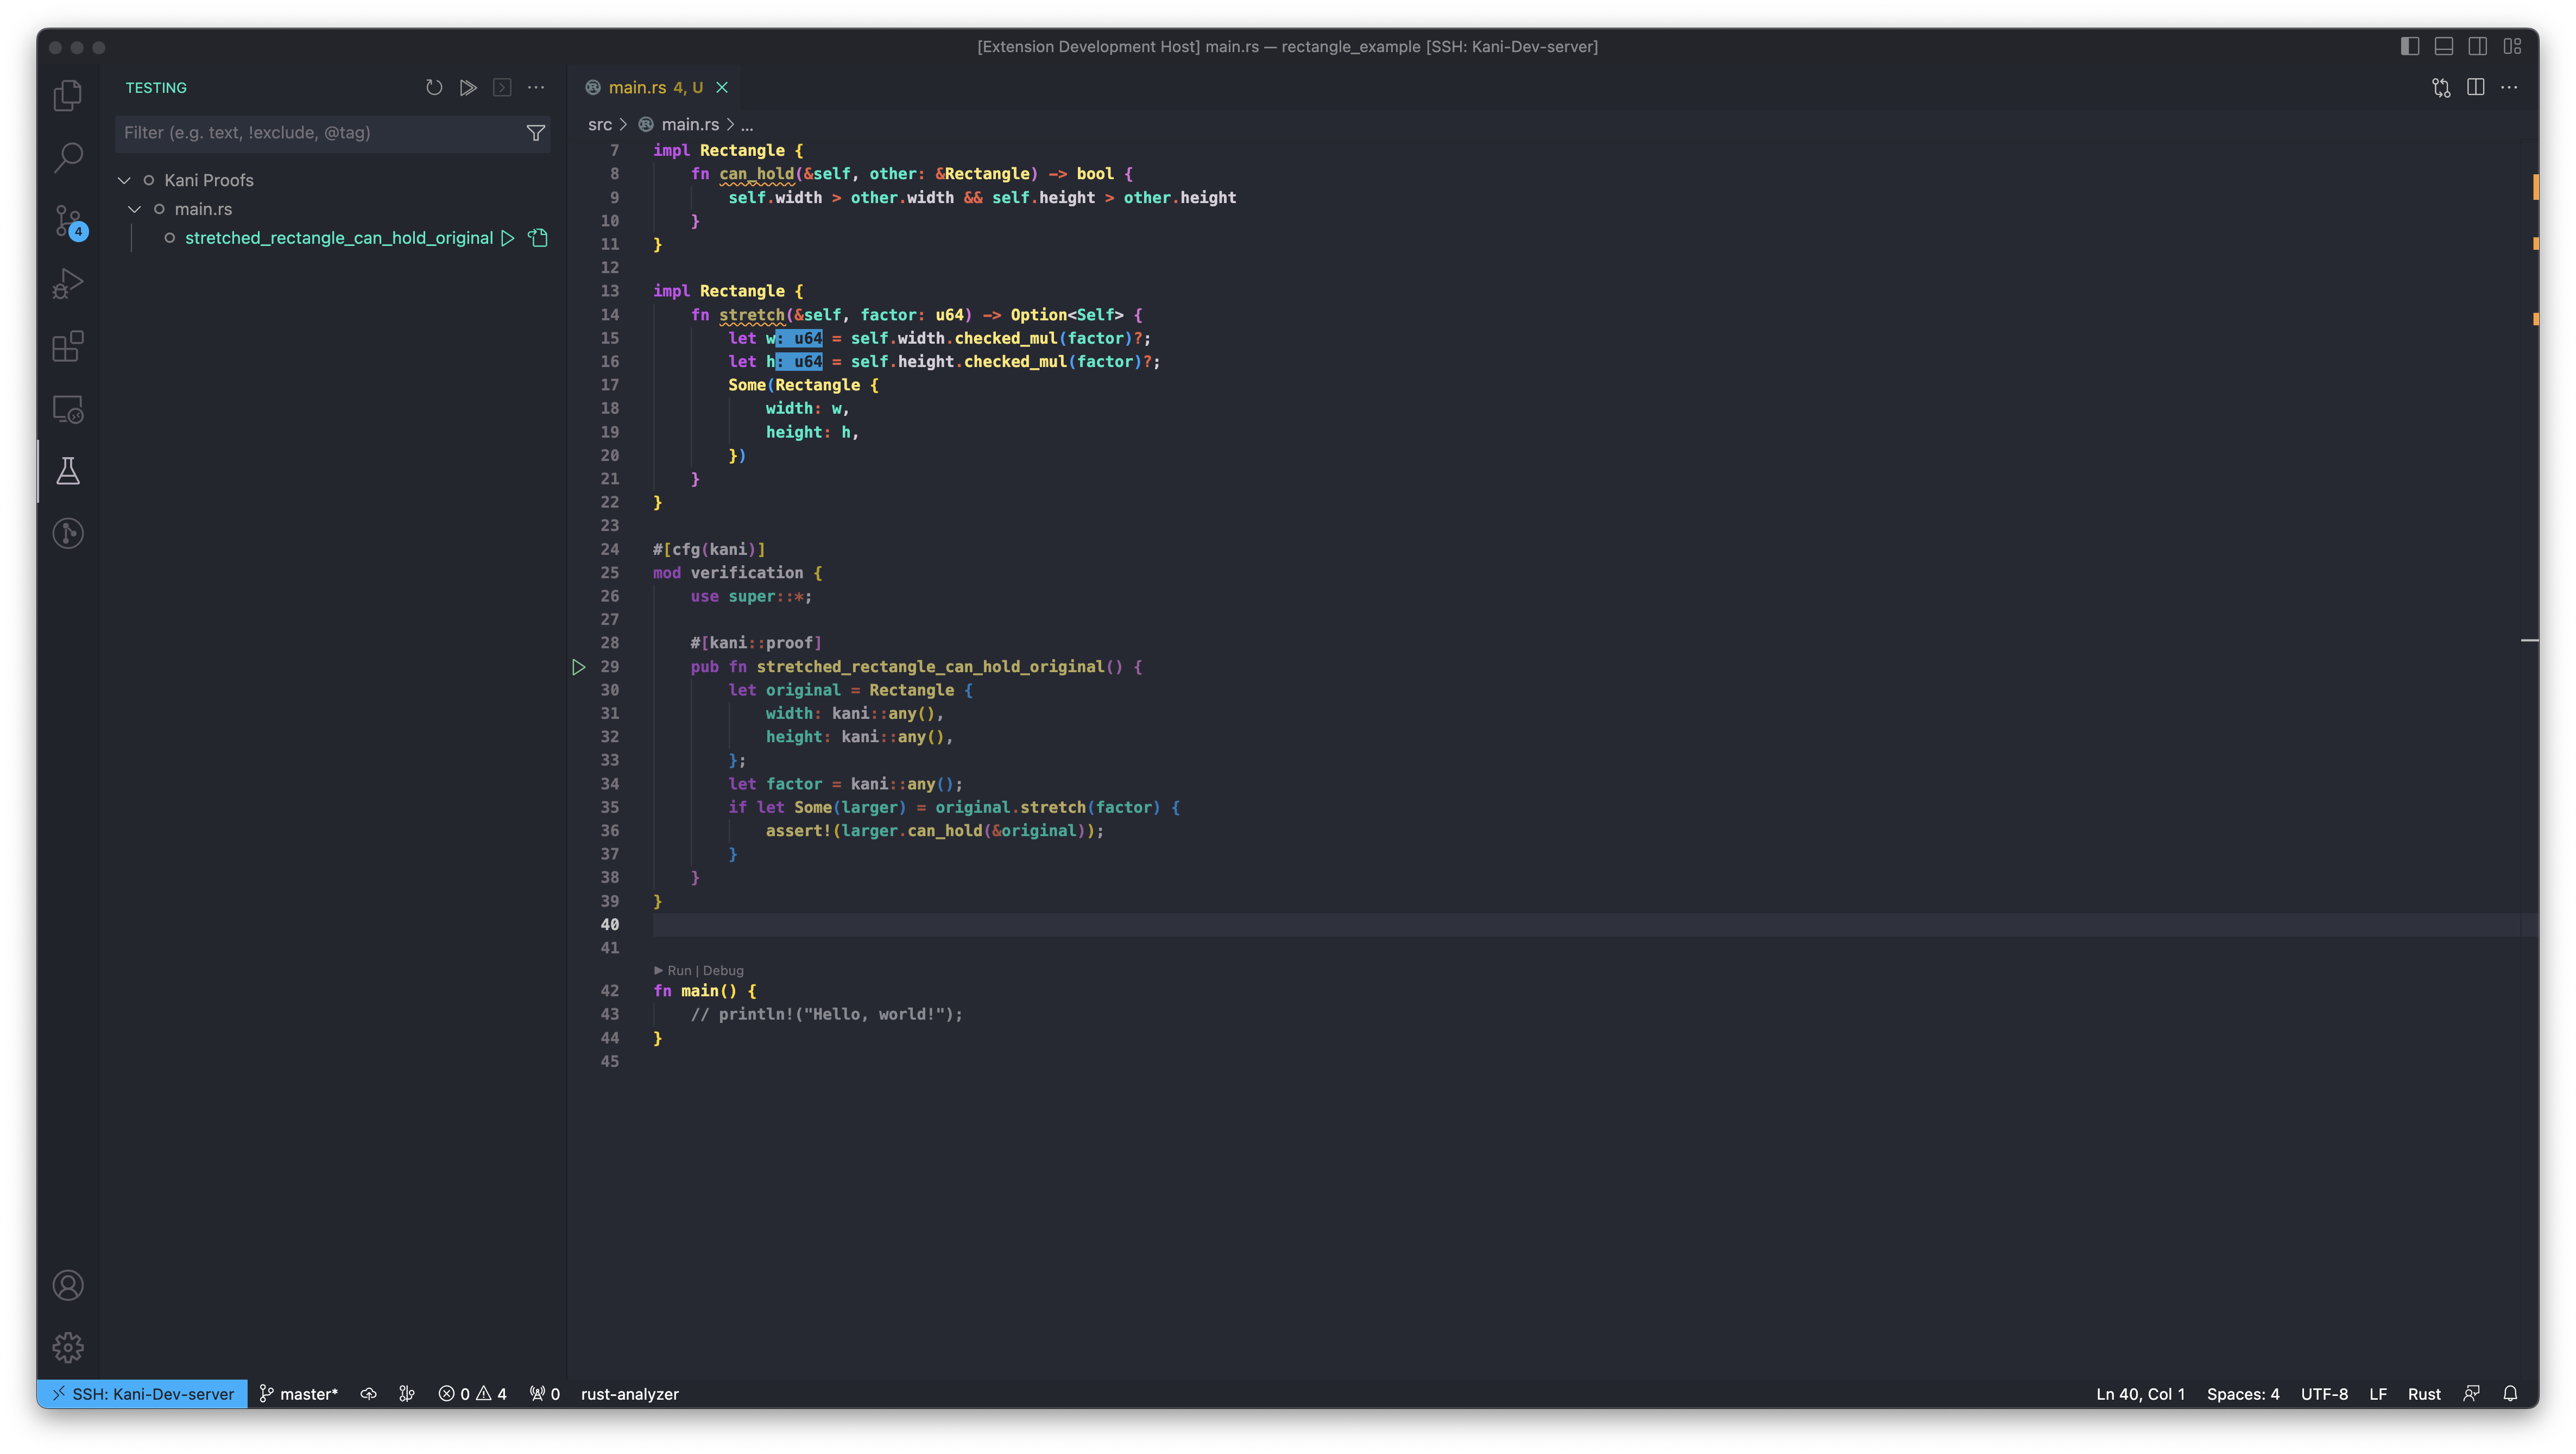 [Extension Development Host] main.rs — rectangle_example [SSH: Kani-Dev-server]
TESTING
Filter (e.g. text, !exclude, @tag)
Kani Proofs
main.rs
stretched_rectangle_can_hold_original
4
main.rs 4, U
src > main.rs > ...
7 impl Rectangle {
8     fn can_hold(&self, other: &Rectangle) -> bool {
9         self.width > other.width && self.height > other.height
10     }
11 }
12
13 impl Rectangle {
14     fn stretch(&self, factor: u64) -> Option<Self> {
15         let w: u64 = self.width.checked_mul(factor)?;
16         let h: u64 = self.height.checked_mul(factor)?;
17         Some(Rectangle {
18             width: w,
19             height: h,
20         })
21     }
22 }
23
24 #[cfg(kani)]
25 mod verification {
26     use super::*;
27
28     #[kani::proof]
29     pub fn stretched_rectangle_can_hold_original() {
30         let original = Rectangle {
31             width: kani::any(),
32             height: kani::any(),
33         };
34         let factor = kani::any();
35         if let Some(larger) = original.stretch(factor) {
36             assert!(larger.can_hold(&original));
37         }
38     }
39 }
40
41
Run | Debug
42 fn main() {
43     // println!("Hello, world!");
44 }
45
SSH: Kani-Dev-server master* 0 4 0 rust-analyzer Ln 40, Col 1 Spaces: 4 UTF-8 LF Rust